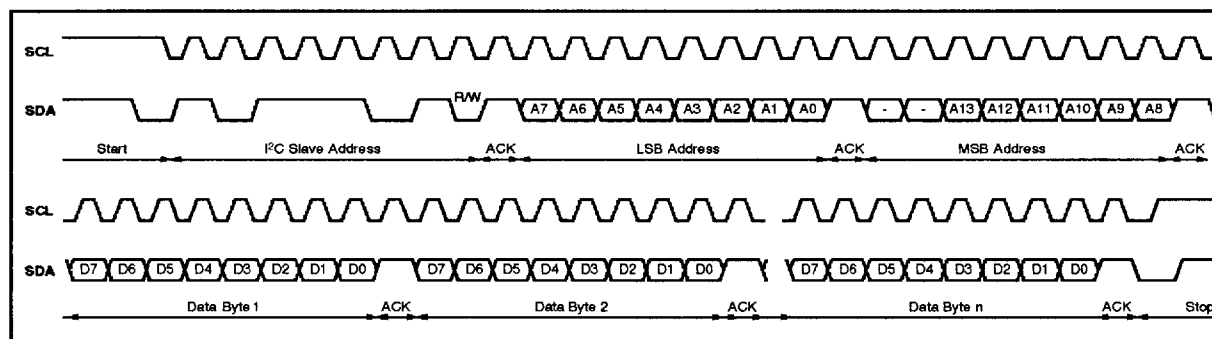 SCL
SDA R/W A7 A6 A5 A4 A3 A2 A1 A0 - - A13 A12 A11 A10 A9 A8
Start I²C Slave Address ACK LSB Address ACK MSB Address ACK
SCL
SDA D7 D6 D5 D4 D3 D2 D1 D0 D7 D6 D5 D4 D3 D2 D1 D0 D7 D6 D5 D4 D3 D2 D1 D0
Data Byte 1 ACK Data Byte 2 ACK Data Byte n ACK Stop